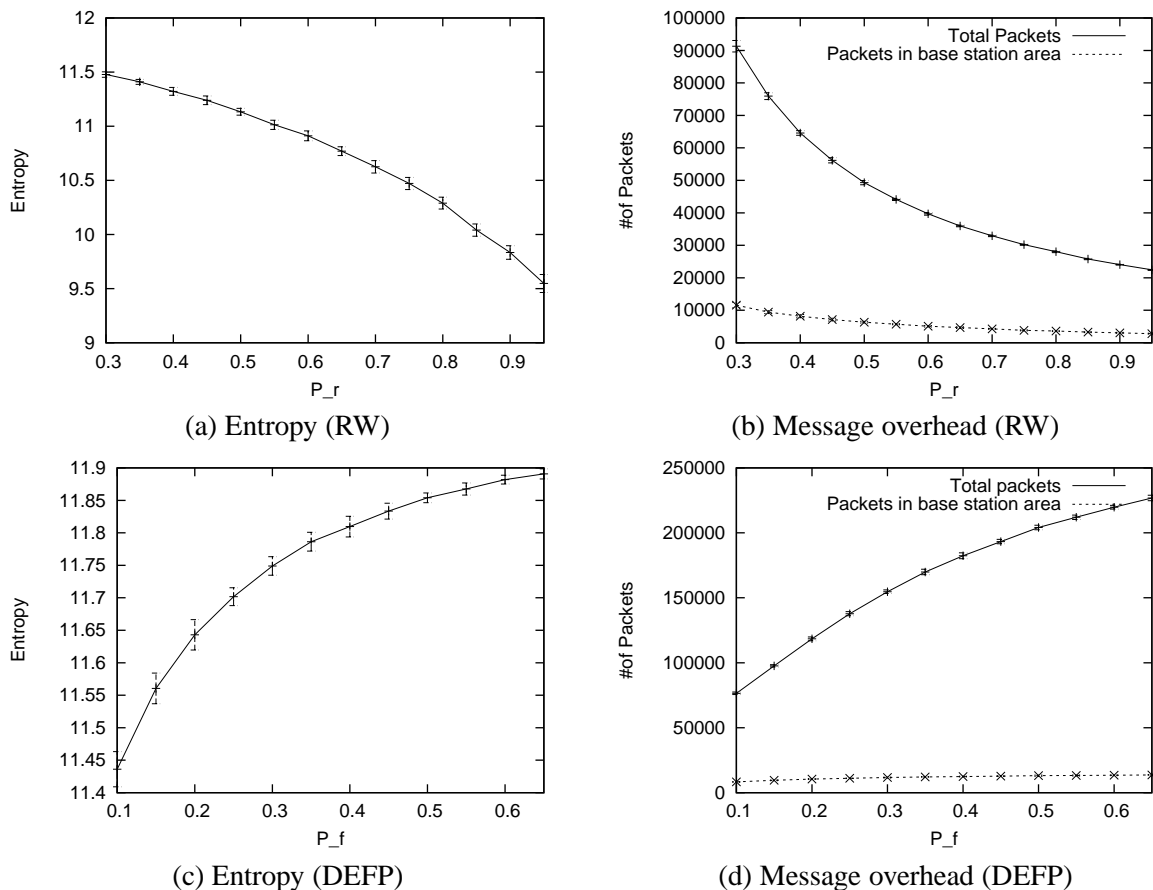 12
11.5
11
10.5
10
9.5
9
Entropy
0.3 0.4 0.5 0.6 0.7 0.8 0.9
P_r
(a) Entropy (RW)
100000
90000
80000
70000
60000
50000
40000
30000
20000
10000
0
#of Packets
Total Packets
Packets in base station area
0.3 0.4 0.5 0.6 0.7 0.8 0.9
P_r
(b) Message overhead (RW)
11.9
11.85
11.8
11.75
11.7
11.65
11.6
11.55
11.5
11.45
11.4
Entropy
0.1 0.2 0.3 0.4 0.5 0.6
P_f
(c) Entropy (DEFP)
250000
200000
150000
100000
50000
0
#of Packets
Total packets
Packets in base station area
0.1 0.2 0.3 0.4 0.5 0.6
P_f
(d) Message overhead (DEFP)